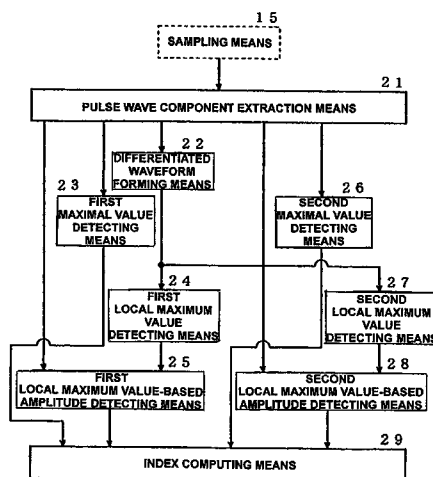 15
SAMPLING MEANS
21
PULSE WAVE COMPONENT EXTRACTION MEANS
22
DIFFERENTIATED
WAVEFORM
FORMING MEANS
23
FIRST
MAXIMAL VALUE
DETECTING
MEANS
26
SECOND
MAXIMAL VALUE
DETECTING
MEANS
24
FIRST
LOCAL MAXIMUM
VALUE
DETECTING MEANS
27
SECOND
LOCAL MAXIMUM
VALUE
DETECTING MEANS
25
FIRST
LOCAL MAXIMUM VALUE-BASED
AMPLITUDE DETECTING MEANS
28
SECOND
LOCAL MAXIMUM VALUE-BASED
AMPLITUDE DETECTING MEANS
29
INDEX COMPUTING MEANS